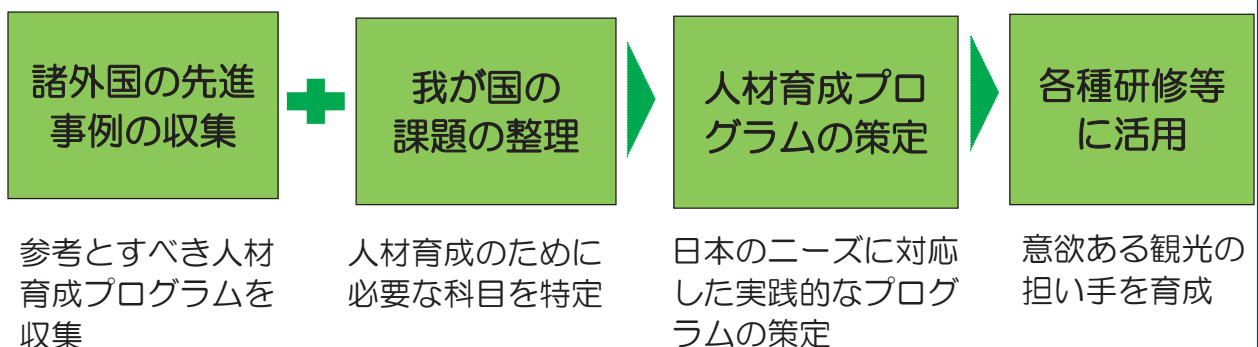 諸外国の先進
事例の収集
我が国の
課題の整理
人材育成プロ
グラムの策定
各種研修等
に活用
参考とすべき人材
育成プログラムを
収集
人材育成のために
必要な科目を特定
日本のニーズに対応
した実践的なプログ
ラムの策定
意欲ある観光の
担い手を育成